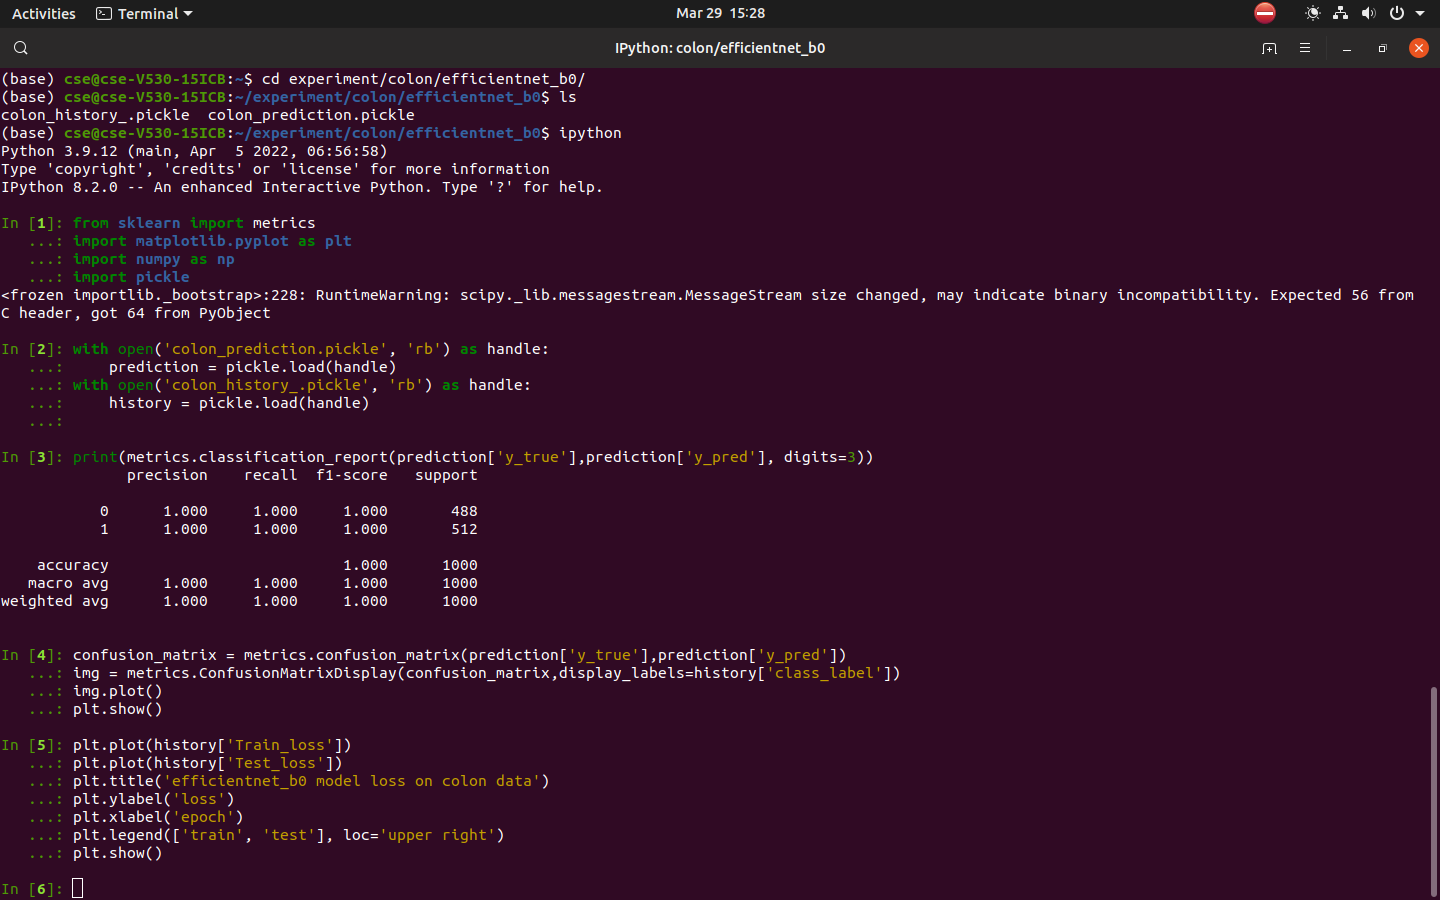 Activities Terminal Mar 29 15:28
IPython: colon/efficientnet_b0
(base) cse@cse-V530-15ICB:~$ cd experiment/colon/efficientnet_b0/
(base) cse@cse-V530-15ICB:~/experiment/colon/efficientnet_b0$ ls
colon_history_.pickle  colon_prediction.pickle
(base) cse@cse-V530-15ICB:~/experiment/colon/efficientnet_b0$ ipython
Python 3.9.12 (main, Apr  5 2022, 06:56:58)
Type 'copyright', 'credits' or 'license' for more information
IPython 8.2.0 -- An enhanced Interactive Python. Type '?' for help.
In [1]: from sklearn import metrics
   ...: import matplotlib.pyplot as plt
   ...: import numpy as np
   ...: import pickle
<frozen importlib._bootstrap>:228: RuntimeWarning: scipy._lib.messagestream.MessageStream size changed, may indicate binary incompatibility. Expected 56 from
C header, got 64 from PyObject
In [2]: with open('colon_prediction.pickle', 'rb') as handle:
   ...:     prediction = pickle.load(handle)
   ...: with open('colon_history_.pickle', 'rb') as handle:
   ...:     history = pickle.load(handle)
   ...:
In [3]: print(metrics.classification_report(prediction['y_true'],prediction['y_pred'], digits=3))
              precision    recall  f1-score   support
           0      1.000     1.000     1.000       488
           1      1.000     1.000     1.000       512
    accuracy                          1.000      1000
   macro avg      1.000     1.000     1.000      1000
weighted avg      1.000     1.000     1.000      1000
In [4]: confusion_matrix = metrics.confusion_matrix(prediction['y_true'],prediction['y_pred'])
   ...: img = metrics.ConfusionMatrixDisplay(confusion_matrix,display_labels=history['class_label'])
   ...: img.plot()
   ...: plt.show()
In [5]: plt.plot(history['Train_loss'])
   ...: plt.plot(history['Test_loss'])
   ...: plt.title('efficientnet_b0 model loss on colon data')
   ...: plt.ylabel('loss')
   ...: plt.xlabel('epoch')
   ...: plt.legend(['train', 'test'], loc='upper right')
   ...: plt.show()
In [6]: